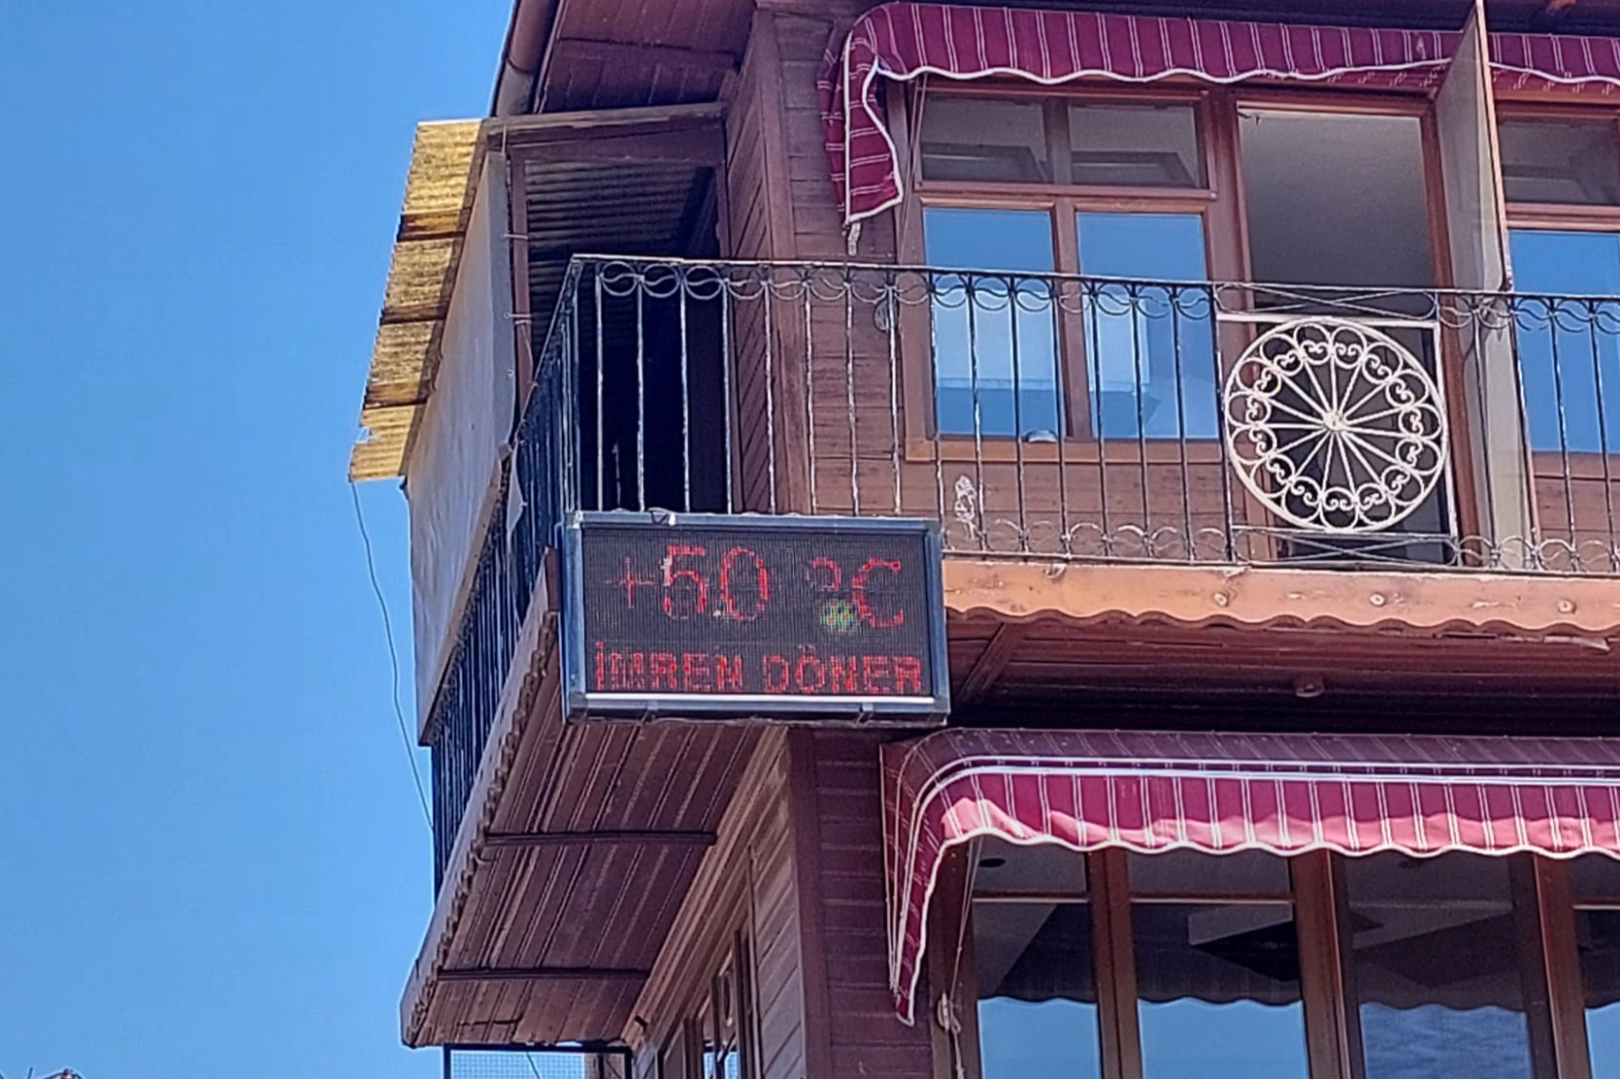 +50 °C
İMREN DÖNER